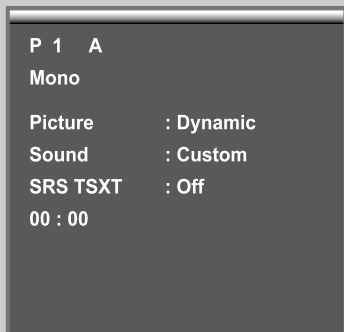 P 1 A
Mono
Picture : Dynamic
Sound : Custom
SRS TSXT : Off
00 : 00